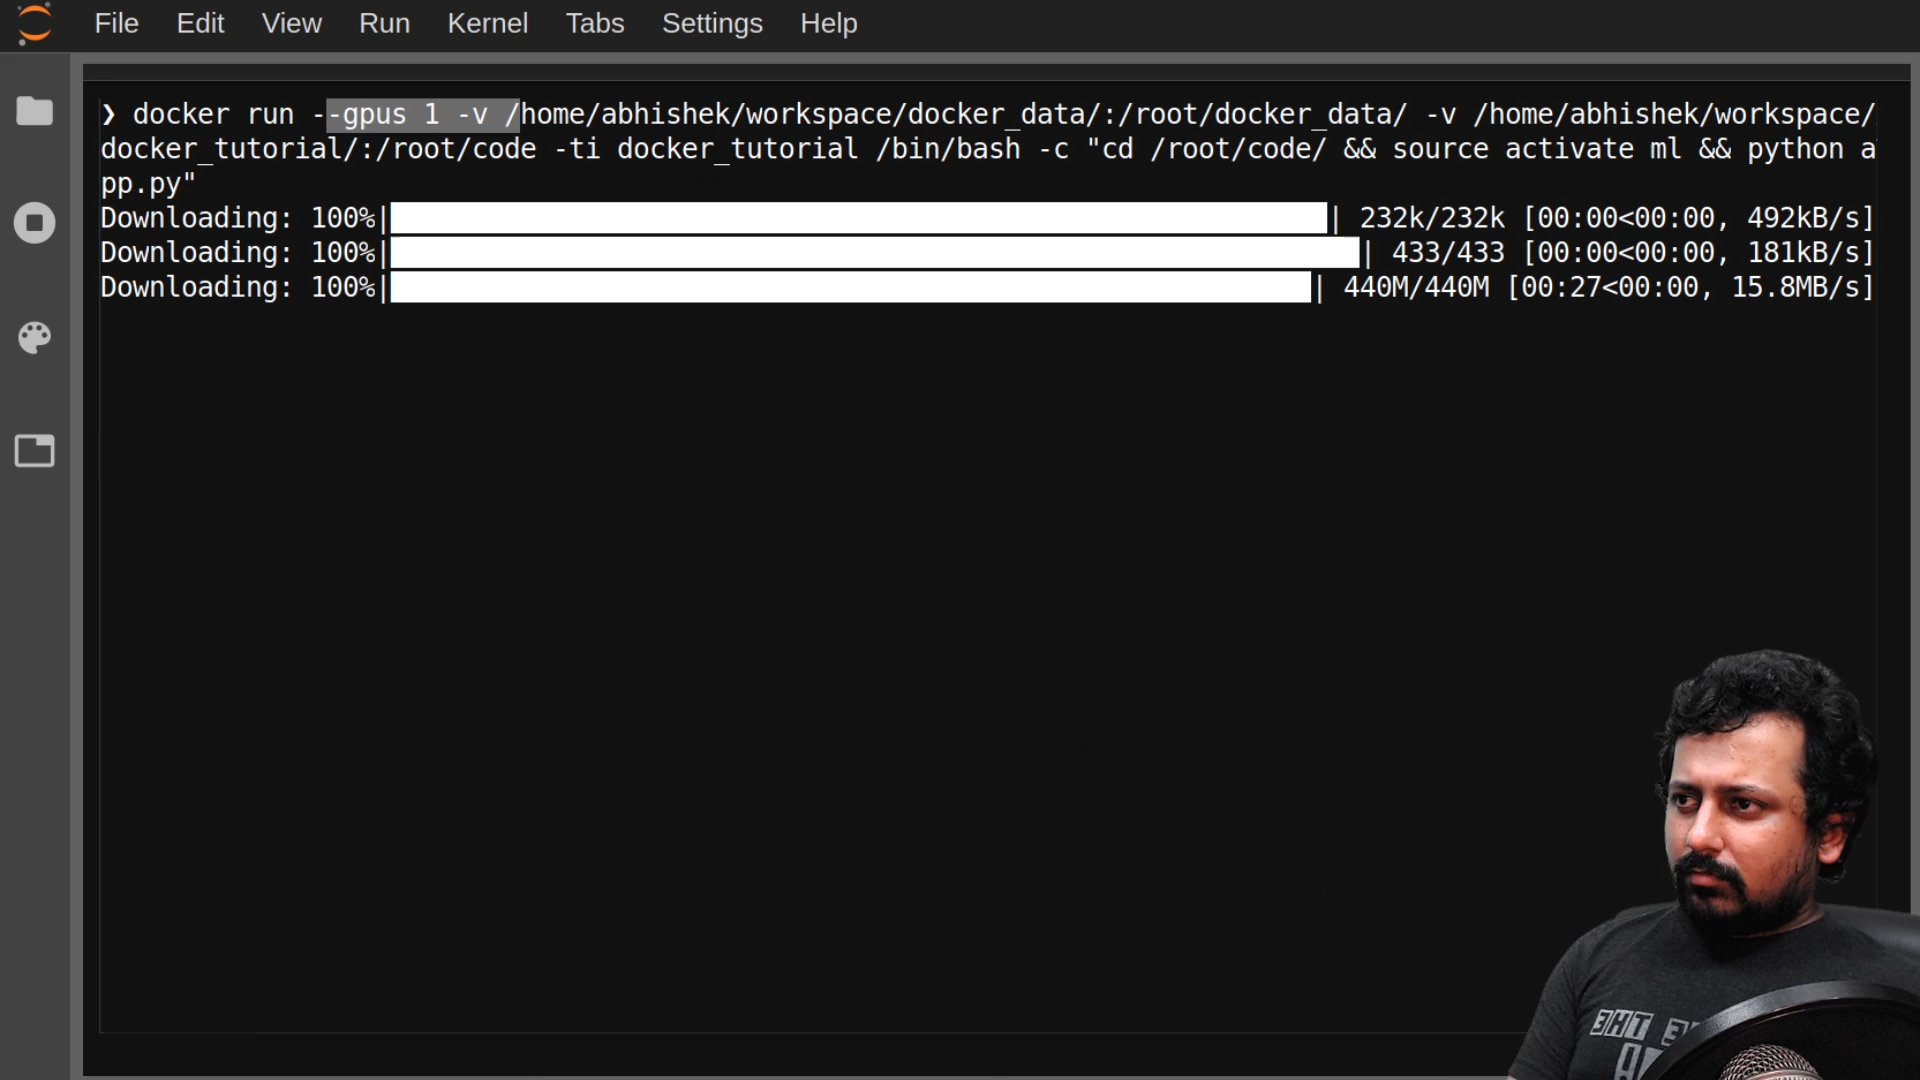 File Edit View Run Kernel Tabs Settings Help
❯ docker run --gpus 1 -v /home/abhishek/workspace/docker_data/:/root/docker_data/ -v /home/abhishek/workspace/
docker_tutorial/:/root/code -ti docker_tutorial /bin/bash -c "cd /root/code/ && source activate ml && python a
pp.py"
Downloading: 100%| | 232k/232k [00:00<00:00, 492kB/s]
Downloading: 100%| | 433/433 [00:00<00:00, 181kB/s]
Downloading: 100%| | 440M/440M [00:27<00:00, 15.8MB/s]